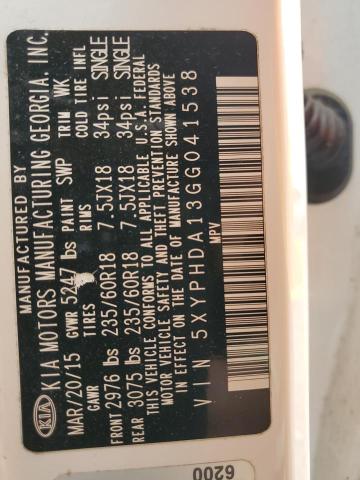 MANUFACTURED BY
KIA KIA MOTORS MANUFACTURING GEORGIA, INC.
MAR/20/15 GVWR 5247 lbs PAINT SWP TRIM WK
GAWR TIRES RIMS COLD TIRE INFL
FRONT 2976 lbs 235/60R18 7.5JX18 34psi SINGLE
REAR 3075 lbs 235/60R18 7.5JX18 34psi SINGLE
THIS VEHICLE CONFORMS TO ALL APPLICABLE U.S.A. FEDERAL
MOTOR VEHICLE SAFETY AND THEFT PREVENTION STANDARDS
IN EFFECT ON THE DATE OF MANUFACTURE SHOWN ABOVE
VIN 5XYPHDA13GG041538
MPV
6200